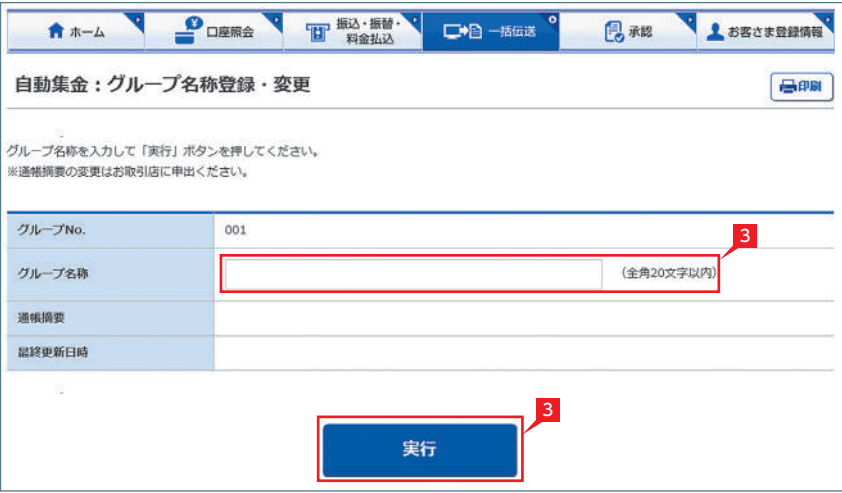 ホーム
口座照会
振込・振替・
料金払込
一括伝送
承認
お客さま登録情報
自動集金：グループ名称登録・変更
印刷
グループ名称を入力して「実行」ボタンを押してください。
※通帳摘要の変更はお取引店に申出ください。
グループNo.
001
3
グループ名称
（全角20文字以内）
通帳摘要
最終更新日時
3
実行